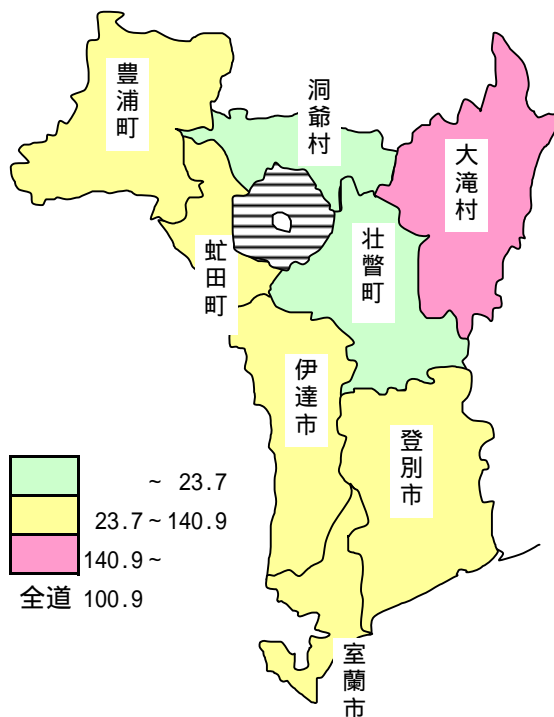 豊浦町
洞爺村
大滝村
虻田町
壮瞥町
伊達市
登別市
室蘭市
~ 23.7
23.7~140.9
140.9~
全道 100.9